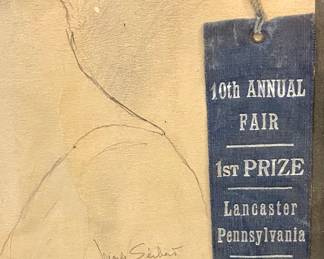 10th ANNUAL
FAIR
1ST PRIZE
Lancaster
Pennsylvania